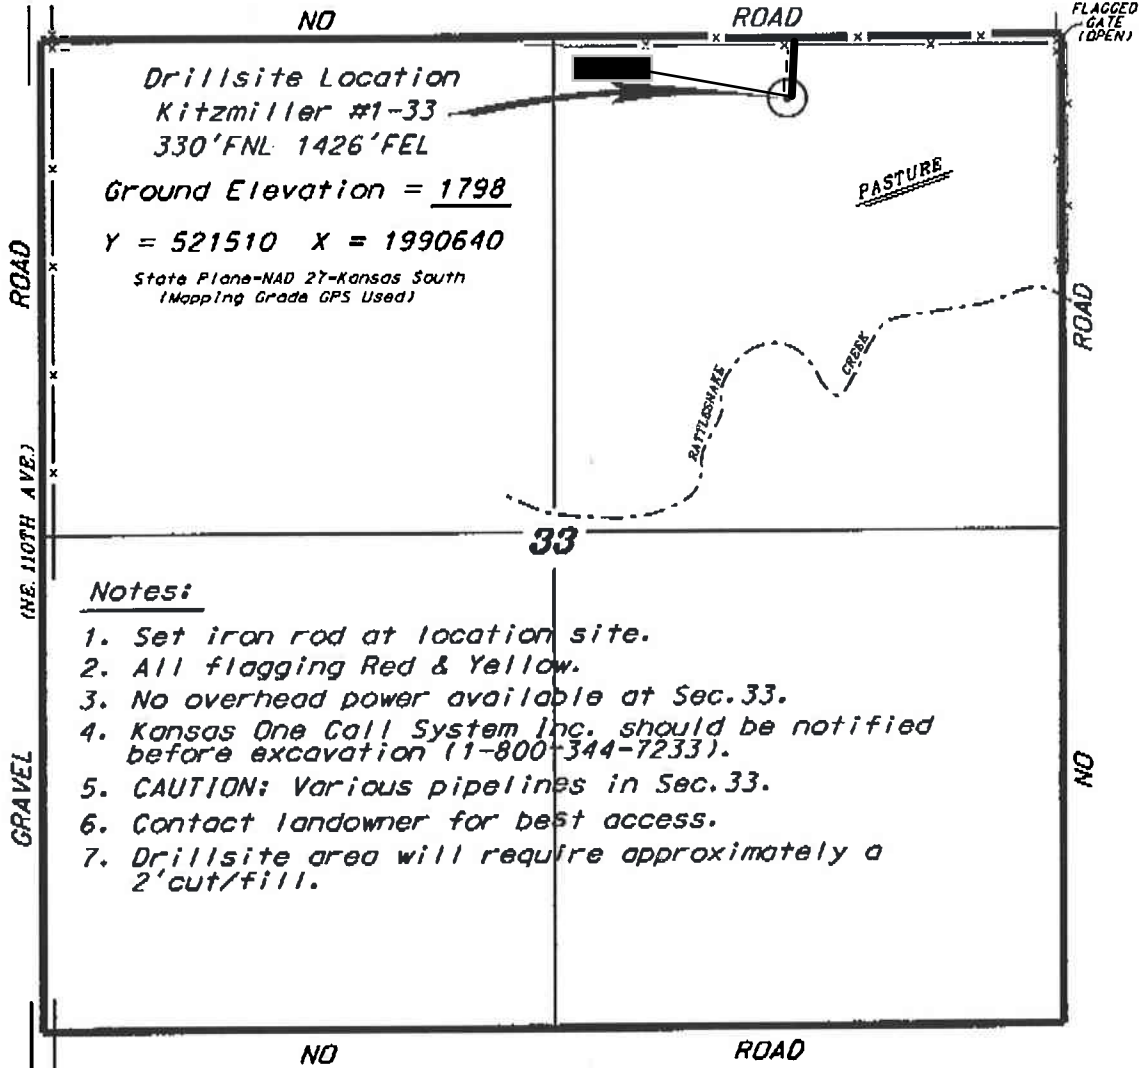 NO ROAD
FLAGGED
GATE
(OPEN)
Drillsite Location
Kitzmiller #1-33
330'FNL 1426'FEL
Ground Elevation = 1798
Y = 521510 X = 1990640
State Plane-NAD 27-Kansas South
(Mapping Grade GPS Used)
PASTURE
ROAD
ROAD
RATTLESNAKE
CREEK
(NE. 110TH AVE.)
33
Notes:
1. Set iron rod at location site.
2. All flagging Red & Yellow.
3. No overhead power available at Sec.33.
4. Kansas One Call System Inc. should be notified
before excavation (1-800-344-7233).
5. CAUTION: Various pipelines in Sec.33.
6. Contact landowner for best access.
7. Drillsite area will require approximately a
2'cut/fill.
GRAVEL
NO
NO ROAD